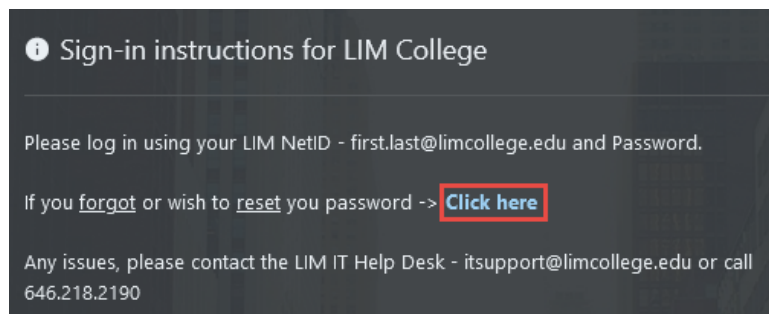 Sign-in instructions for LIM College
Please log in using your LIM NetID - first.last@limcollege.edu and Password.
If you forgot or wish to reset you password -> Click here
Any issues, please contact the LIM IT Help Desk - itsupport@limcollege.edu or call
646.218.2190